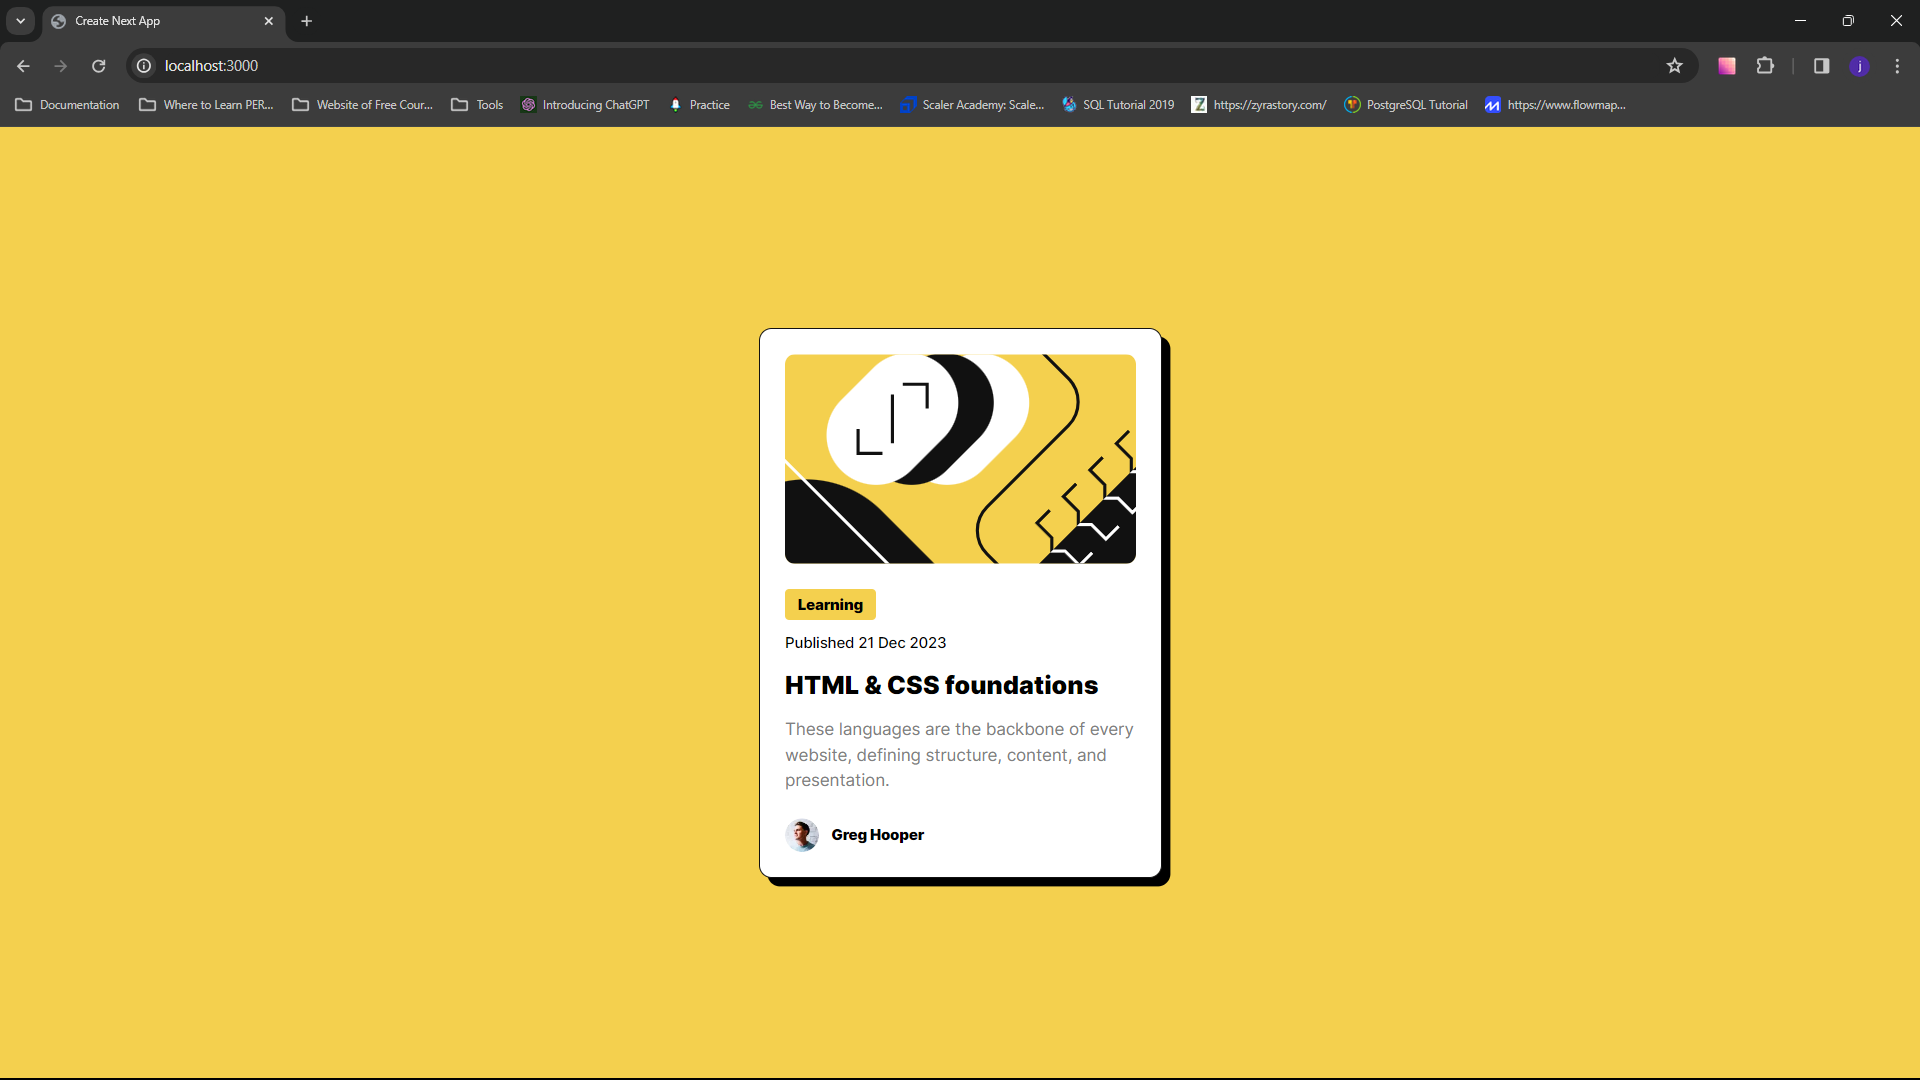 Create Next App
localhost:3000
j
Documentation
Where to Learn PER...
Website of Free Cour...
Tools
Introducing ChatGPT
Practice
Best Way to Become...
Scaler Academy: Scale...
SQL Tutorial 2019
https://zyrastory.com/
PostgreSQL Tutorial
https://www.flowmap...
Learning
Published 21 Dec 2023
HTML & CSS foundations
These languages are the backbone of every
website, defining structure, content, and
presentation.
Greg Hooper